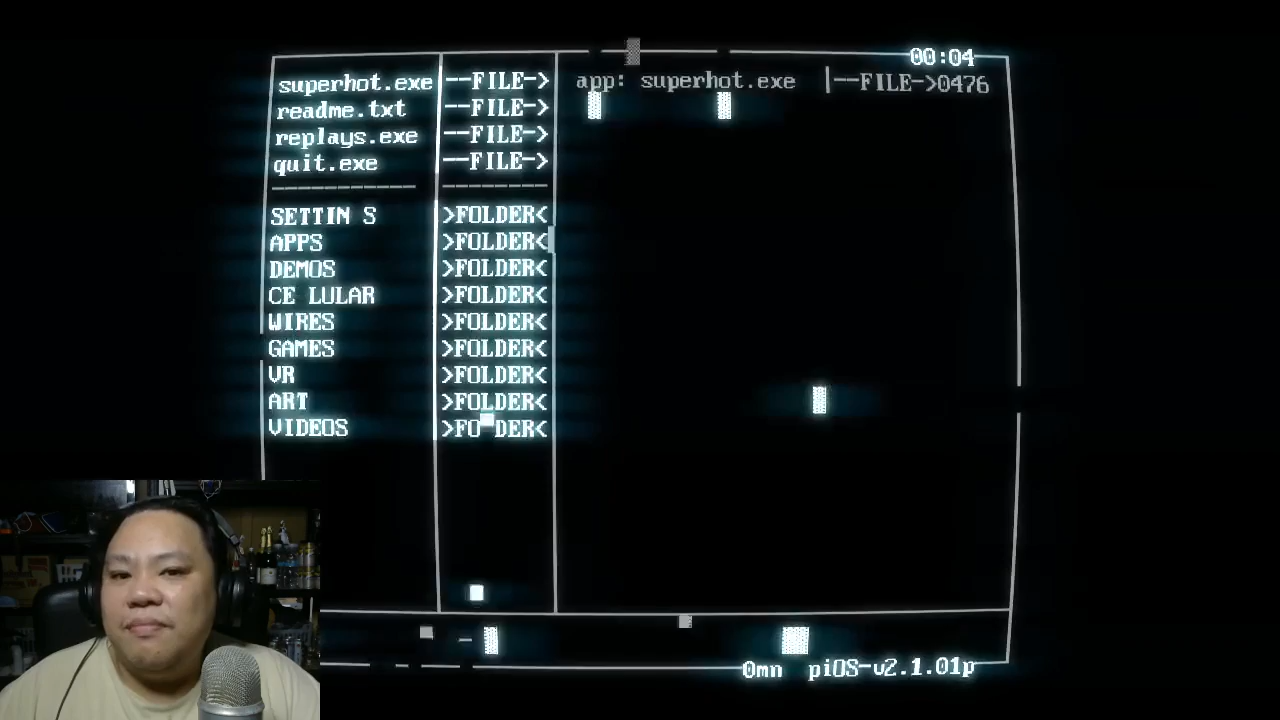 00:04
superhot.exe --FILE-> app: superhot.exe |--FILE->0476
readme.txt --FILE->
replays.exe --FILE->
quit.exe --FILE->
SETTIN S >FOLDER<
APPS >FOLDER<
DEMOS >FOLDER<
CE LULAR >FOLDER<
WIRES >FOLDER<
GAMES >FOLDER<
VR >FOLDER<
ART >FOLDER<
VIDEOS >FO DER<
0mn piOS-v2.1.01p